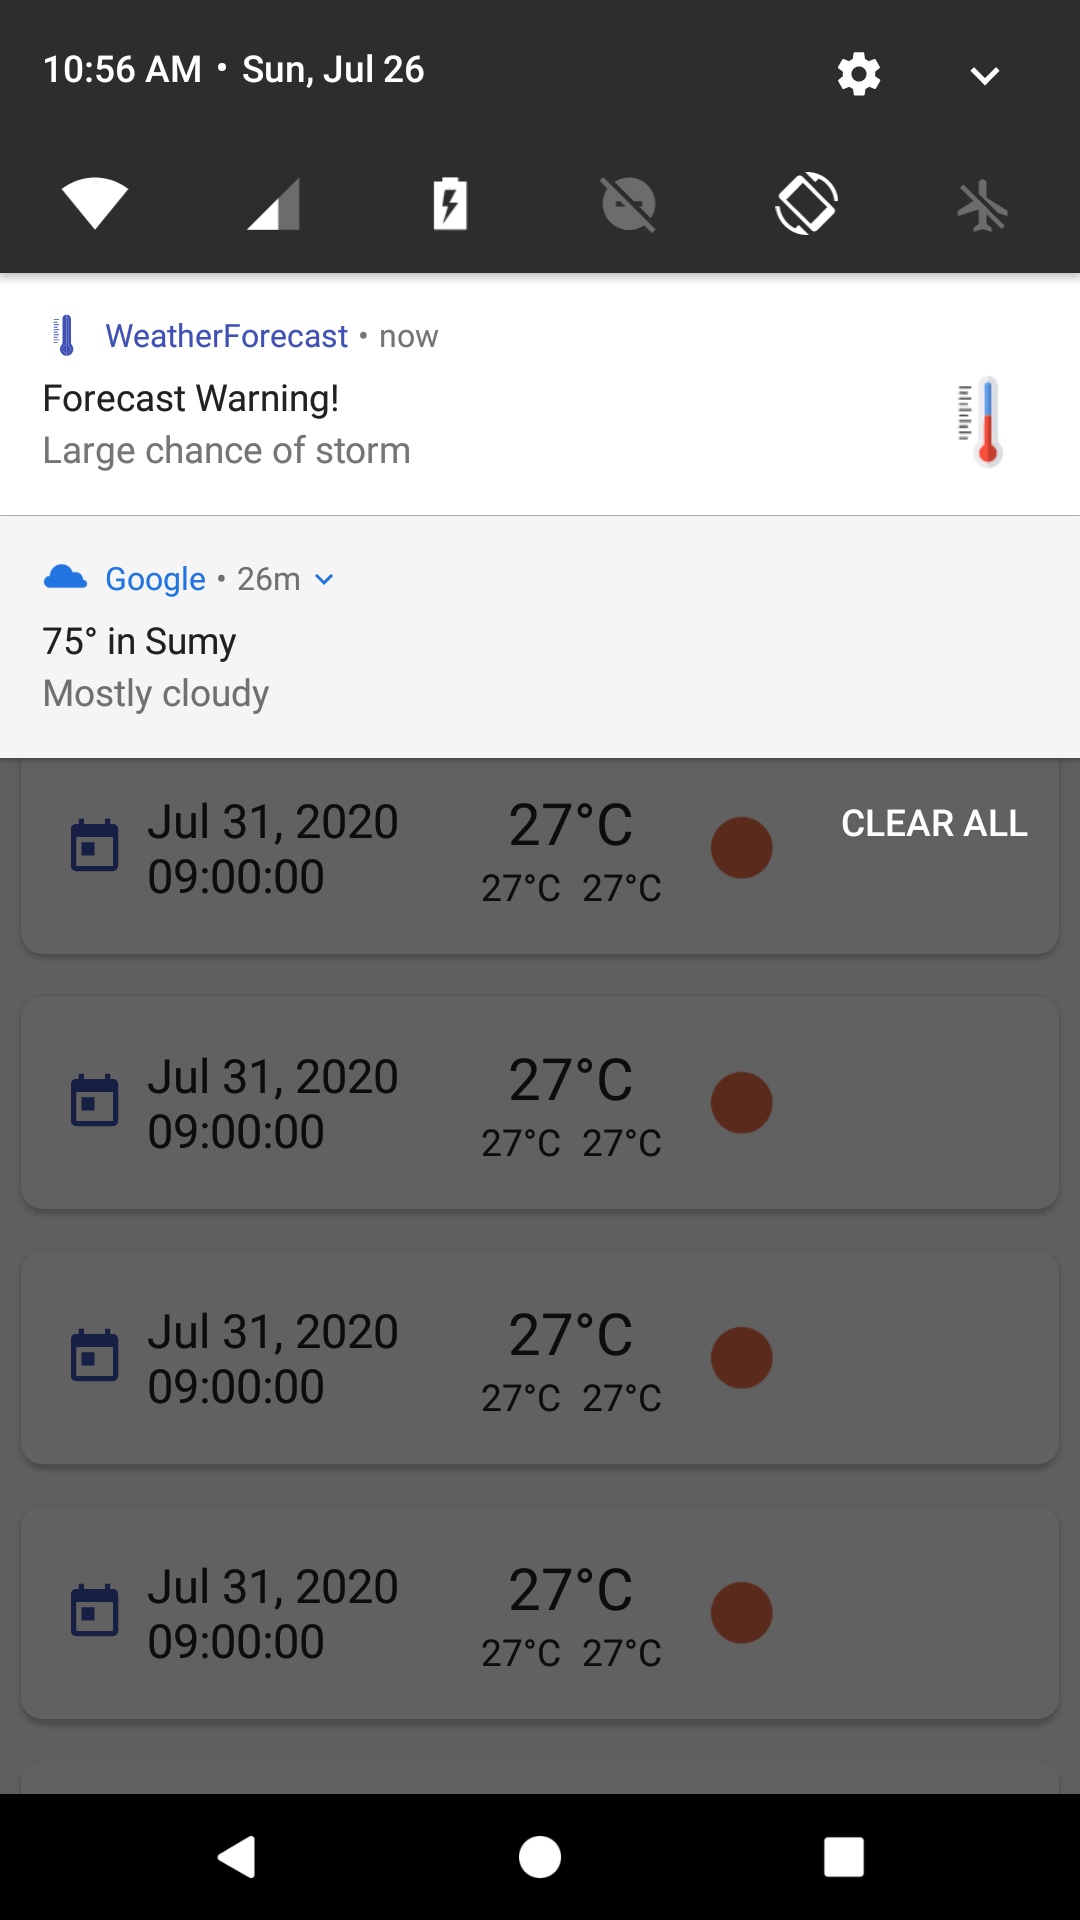 10:56 AM • Sun, Jul 26
WeatherForecast • now
Forecast Warning!
Large chance of storm
Google • 26m
75° in Sumy
Mostly cloudy
CLEAR ALL
Jul 31, 2020 27°C
09:00:00 27°C 27°C
Jul 31, 2020 27°C
09:00:00 27°C 27°C
Jul 31, 2020 27°C
09:00:00 27°C 27°C
Jul 31, 2020 27°C
09:00:00 27°C 27°C